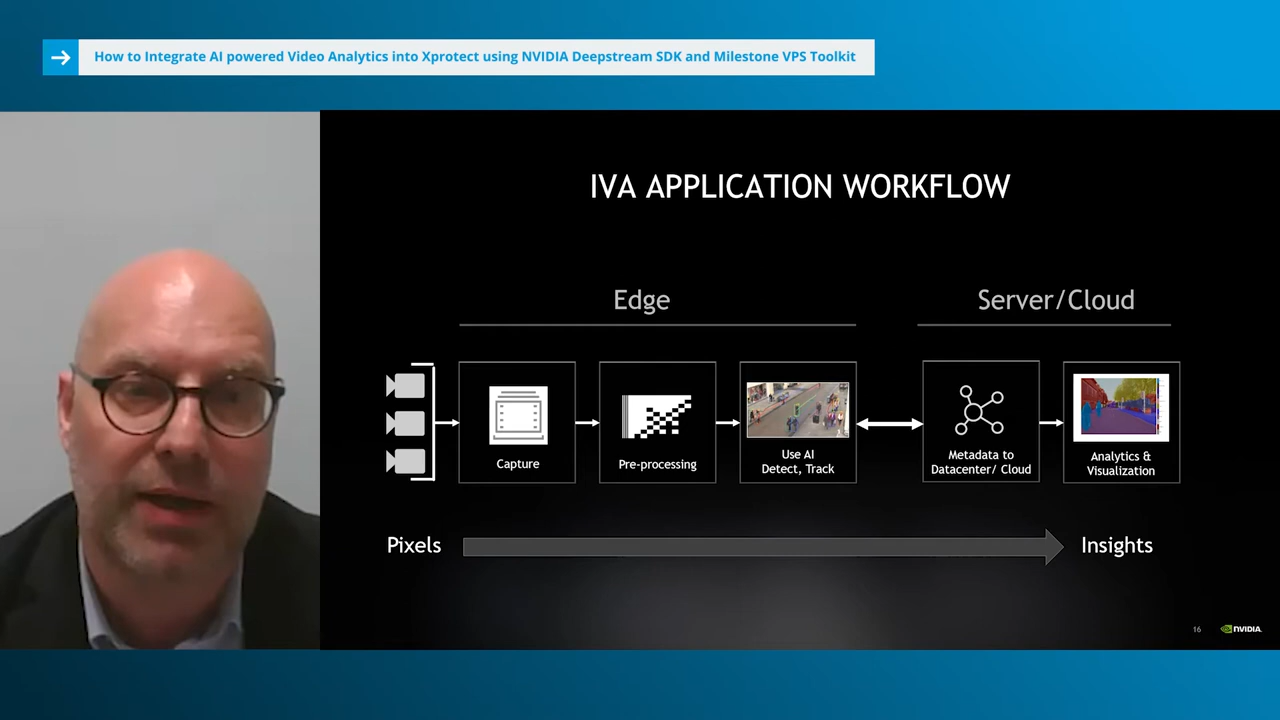 How to Integrate AI powered Video Analytics into Xprotect using NVIDIA Deepstream SDK and Milestone VPS Toolkit
IVA APPLICATION WORKFLOW
Edge
Server/Cloud
Capture
Pre-processing
Use AI
Detect, Track
Metadata to
Datacenter/ Cloud
Analytics &
Visualization
Pixels
Insights
16
NVIDIA.